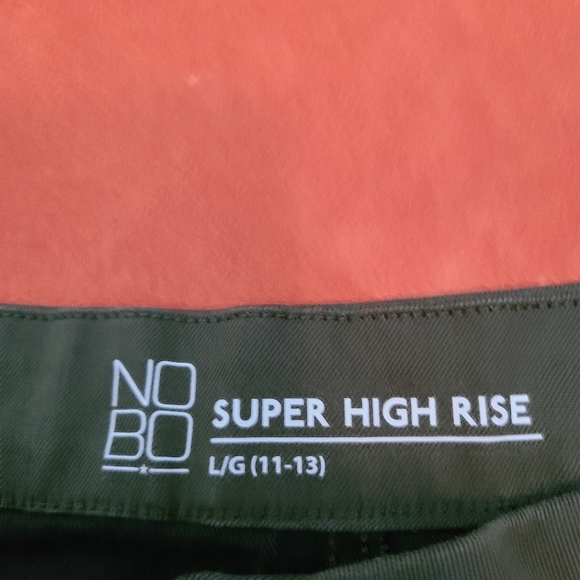 NO
BO
SUPER HIGH RISE
L/G (11-13)